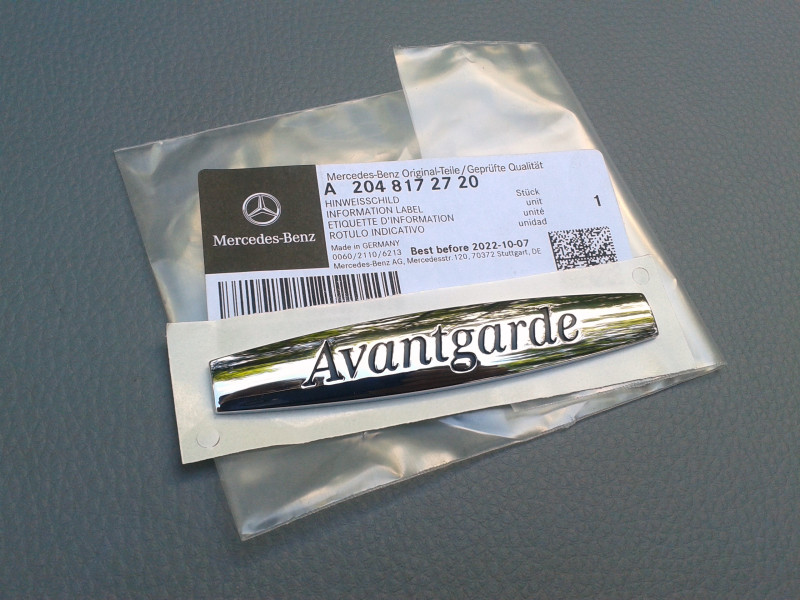 Mercedes-Benz Original-Teile/Geprüfte Qualität
A 204 817 27 20
HINWEISSCHILD
INFORMATION LABEL
ETIQUETTE D'INFORMATION
ROTULO INDICATIVO
Stück
unit
unité
unidad
1
Mercedes-Benz
Made in GERMANY
0060/2110/6213 Best before 2022-10-07
Mercedes-Benz AG, Mercedesstr.120, 70372 Stuttgart, DE
Avantgarde